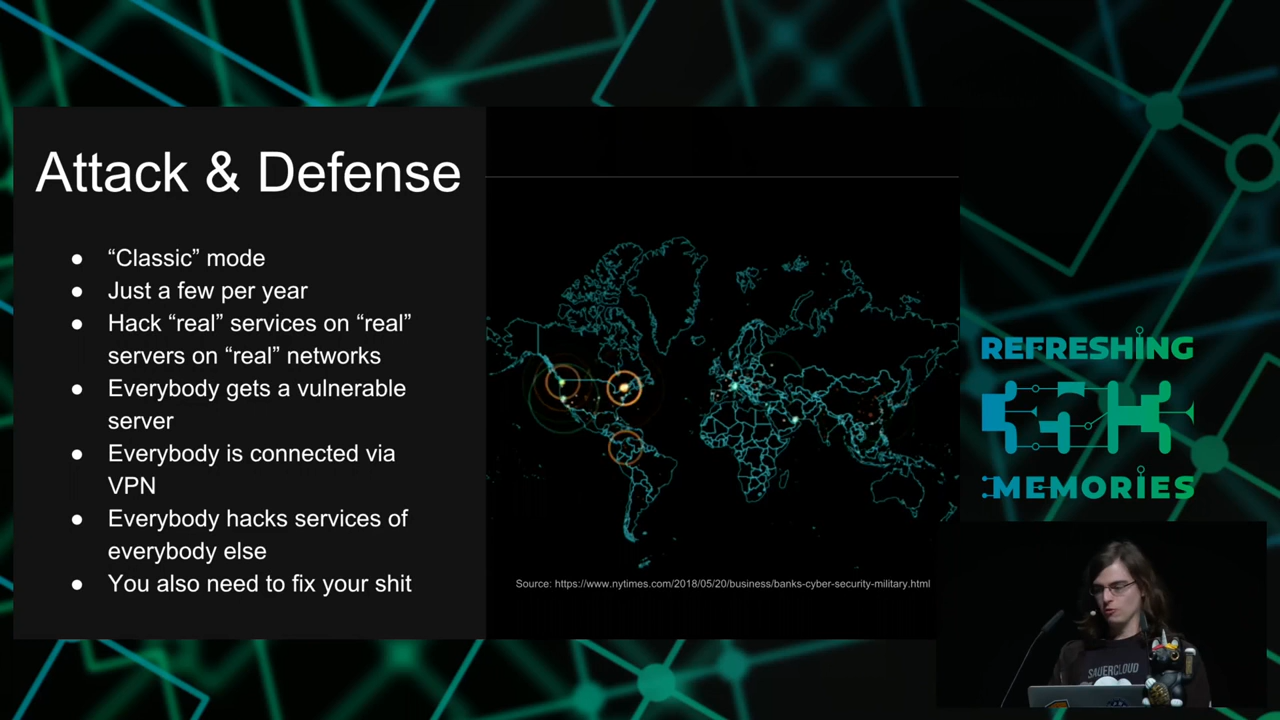 Attack & Defense
● “Classic” mode
● Just a few per year
● Hack “real” services on “real”
servers on “real” networks
● Everybody gets a vulnerable
server
● Everybody is connected via
VPN
● Everybody hacks services of
everybody else
● You also need to fix your shit
Source: https://www.nytimes.com/2018/05/20/business/banks-cyber-security-military.html
REFRESHING
MEMORIES
SAUERCLOUD